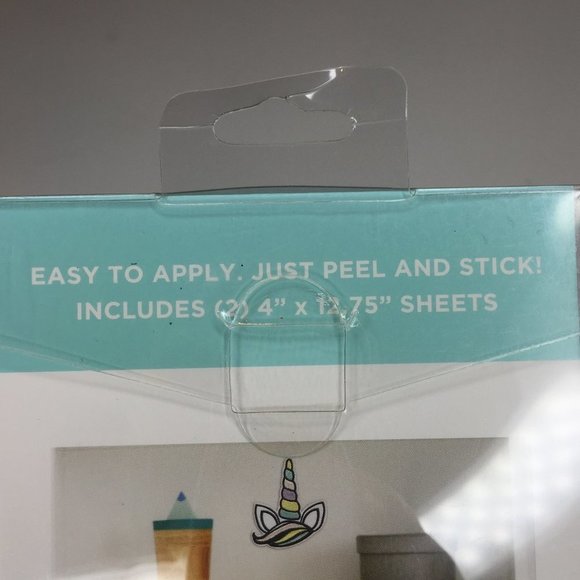 EASY TO APPLY. JUST PEEL AND STICK!
INCLUDES (2) 4” x 12.75” SHEETS